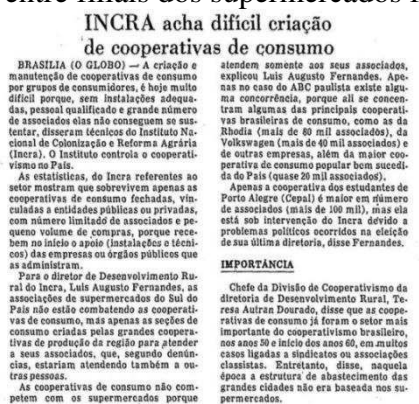 entre filiais dos supermercados
INCRA acha difícil criação
de cooperativas de consumo
BRASÍLIA (O GLOBO) — A criação e
manutenção de cooperativas de consumo
por grupos de consumidores, é hoje muito
difícil porque, sem instalações adequa-
das, pessoal qualificado e grande número
de associados elas não conseguem se sus-
tentar, disseram técnicos do Instituto Na-
cional de Colonização e Reforma Agrária
(Incra). O Instituto controla o cooperati-
vismo no País.
As estatísticas, do Incra referentes ao
setor mostram que sobrevivem apenas as
cooperativas de consumo fechadas, vin-
culadas a entidades públicas ou privadas,
com número limitado de associados e pe-
queno volume de compras, porque rece-
bem no início o apoio (instalações e técni-
cos) das empresas ou órgãos públicos que
as administram.
Para o diretor de Desenvolvimento Ru-
ral do Incra, Luis Augusto Fernandes, as
associações de supermercados do Sul do
País não estão combatendo as cooperati-
vas de consumo, mas apenas as seções de
consumo criadas pelas grandes coopera-
tivas de produção da região para atender
a seus associados, que, segundo denún-
cias, estariam atendendo também a ou-
tras pessoas.
As cooperativas de consumo não com-
petem com os supermercados porque
atendem somente aos seus associados,
explicou Luis Augusto Fernandes. Ape-
nas no caso do ABC paulista existe algu-
ma concorrência, porque ali se concen-
tram algumas das principais cooperati-
vas brasileiras de consumo, como as da
Rhodia (mais de 80 mil associados), da
Volkswagen (mais de 40 mil associados) e
de outras empresas, além da maior coo-
perativa de consumo popular bem sucedi-
da do País (quase 20 mil associados).
Apenas a cooperativa dos estudantes de
Porto Alegre (Cepal) é maior em número
de associados (mais de 100 mil), mas ela
está sob intervenção do Incra devido a
problemas políticos ocorridos na eleição
de sua última diretoria, disse Fernandes.
IMPORTÂNCIA
Chefe da Divisão de Cooperativismo da
diretoria de Desenvolvimento Rural, Te-
resa Autran Dourado, disse que as coope-
rativas de consumo já foram o setor mais
importante do cooperativismo brasileiro,
nos anos 50 e início dos anos 60, em muitos
casos ligadas a sindicatos ou associações
classistas. Entretanto, disse, naquela
época a estrutura de abastecimento das
grandes cidades não era baseada nos su-
permercados.